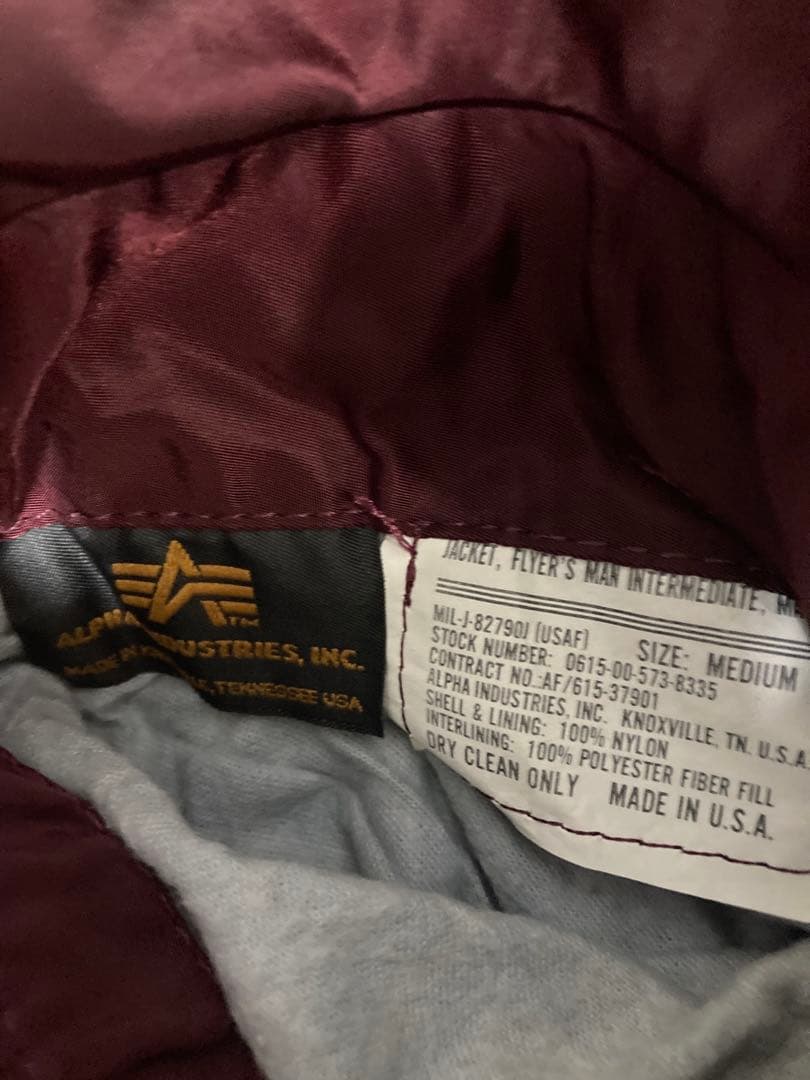 ALPHA INDUSTRIES, INC.
MADE IN TENNESSEE USA
TM
JACKET, FLYER'S MAN INTERMEDIATE,
MIL-J-82790J (USAF) SIZE: MEDIUM
STOCK NUMBER: 0615-00-573-8335
CONTRACT NO.:AF/615-37901
ALPHA INDUSTRIES, INC. KNOXVILLE, TN. U.S.A.
SHELL & LINING: 100% NYLON
INTERLINING: 100% POLYESTER FIBER FILL
DRY CLEAN ONLY MADE IN U.S.A.